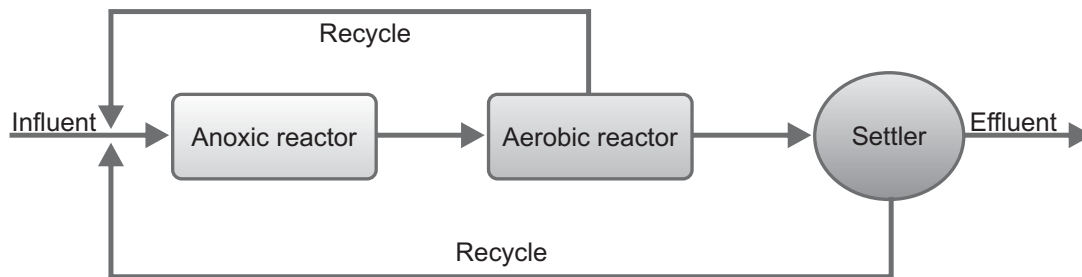 Recycle
Influent
Anoxic reactor
Aerobic reactor
Settler
Effluent
Recycle